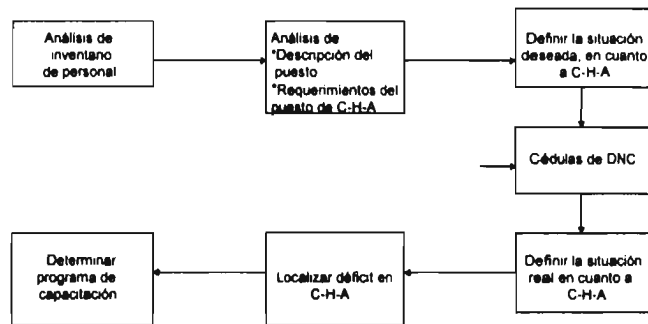 Análisis de
inventario
de personal
Análisis de
*Descripción del
puesto
*Requerimientos del
puesto de C-H-A
Definir la situación
deseada, en cuanto
a C-H-A
Cédulas de DNC
Determinar
programa de
capacitación
Localizar déficit en
C-H-A
Definir la situación
real en cuanto a
C-H-A